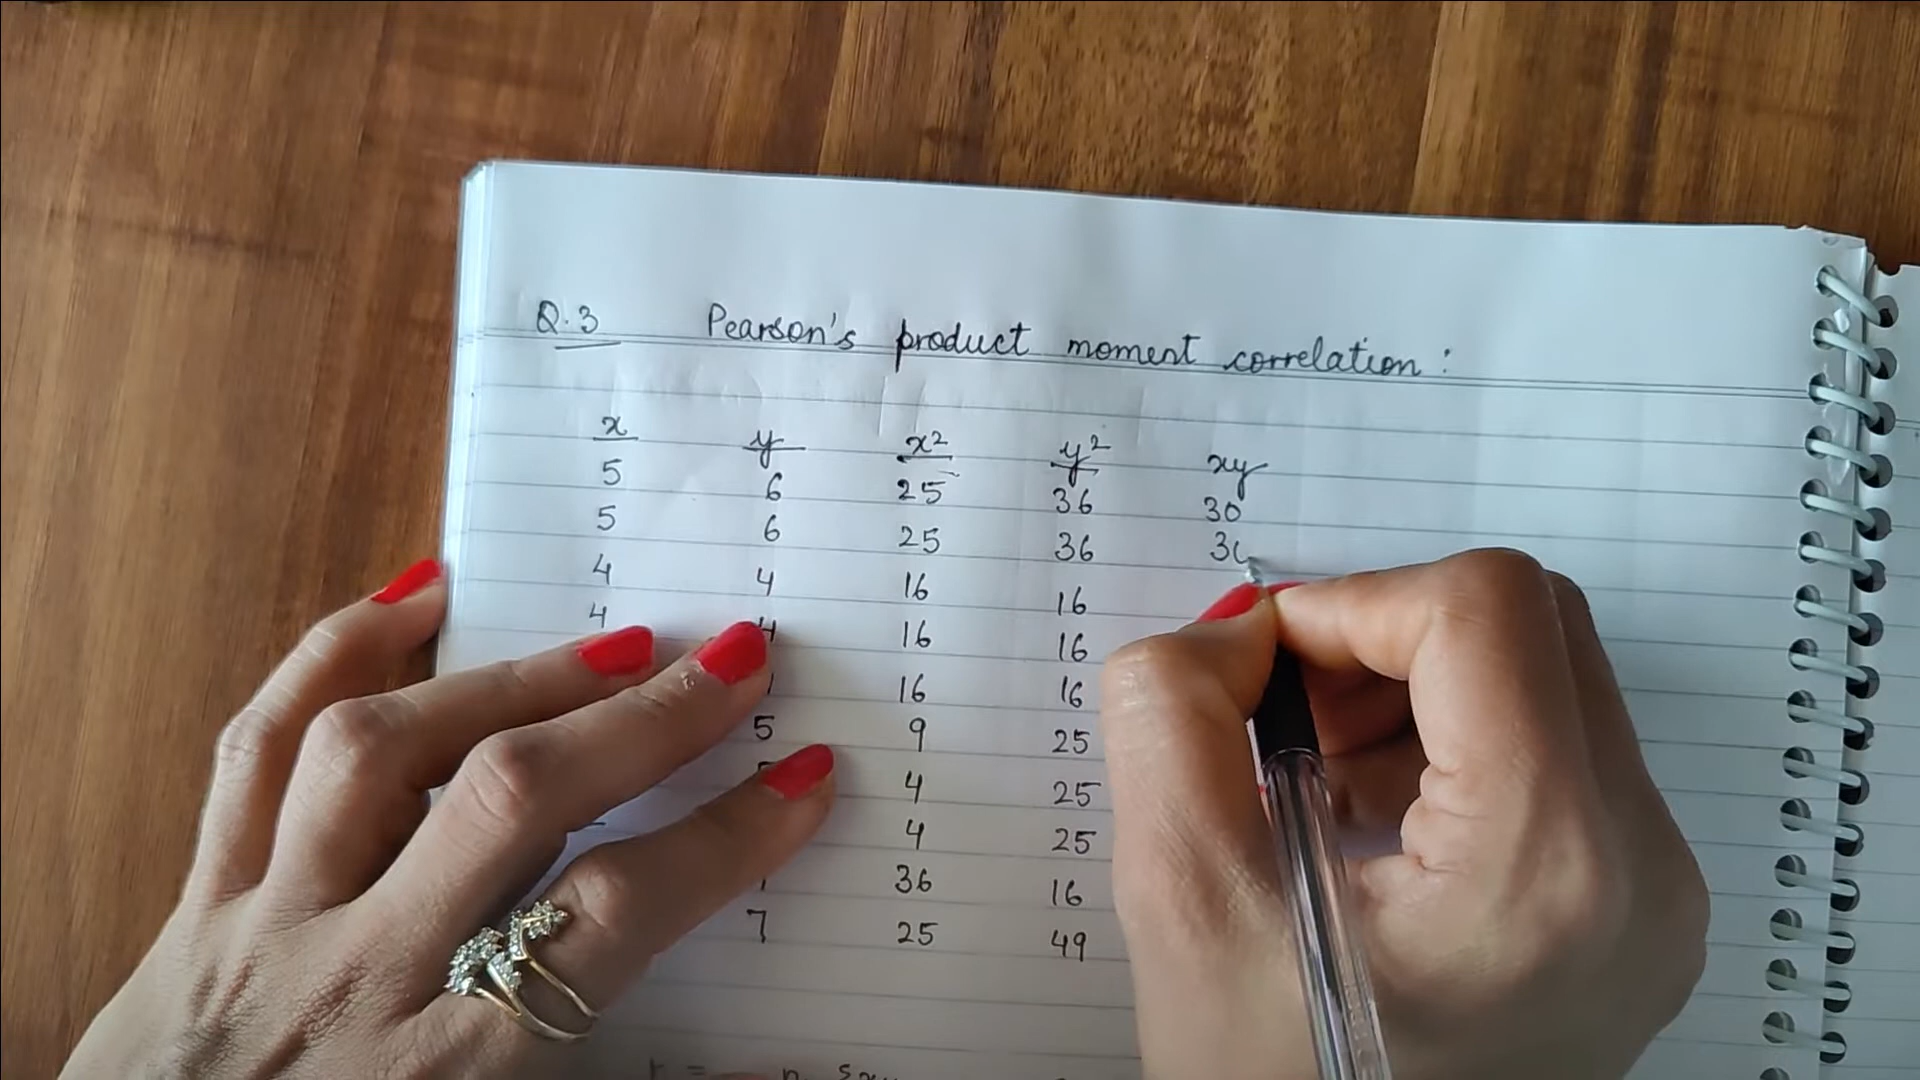 Q.3 Pearson's product moment correlation :
x y x² y² xy
5 6 25 36 30
5 6 25 36 30
4 4 16 16
4 4 16 16
16 16
5 9 25
4 25
4 25
36 16
7 25 49
r =